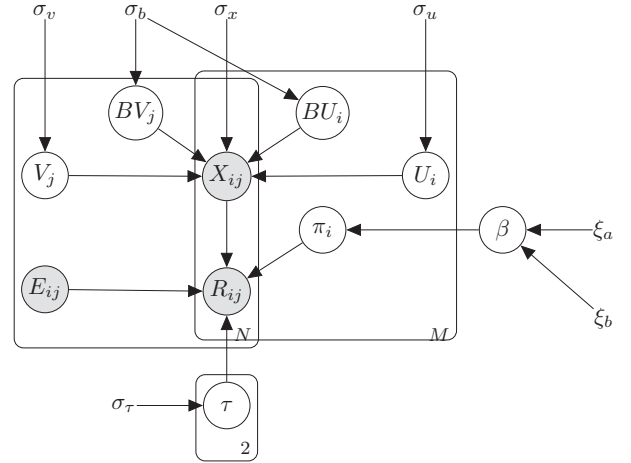 σ_v σ_b σ_x σ_u
BV_j BU_i
V_j X_ij U_i
π_i β ξ_a
E_ij R_ij ξ_b
N M
σ_τ τ
2